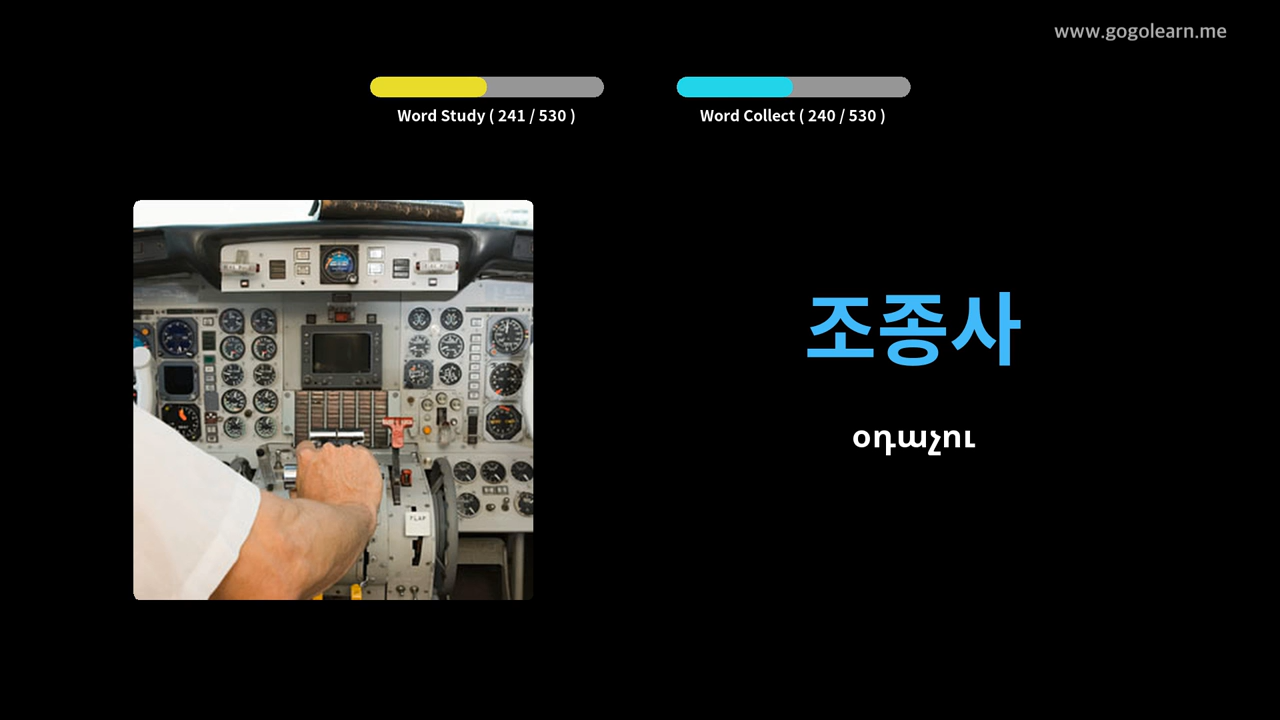 www.gogolearn.me
Word Study ( 241 / 530 )
Word Collect ( 240 / 530 )
조종사
օդաչու
FLAP